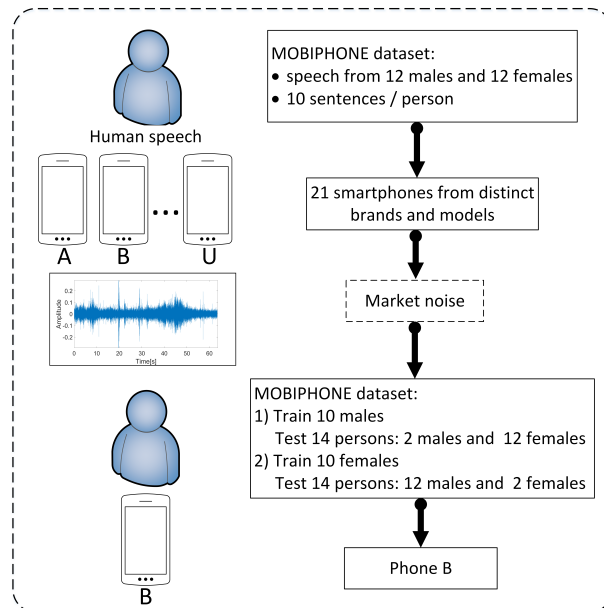 Human speech
A B ... U
0.2
0.1
0
-0.1
-0.2
Amplitude
0 10 20 30 40 50 60
Time[s]
B
MOBIPHONE dataset:
• speech from 12 males and 12 females
• 10 sentences / person
21 smartphones from distinct
brands and models
Market noise
MOBIPHONE dataset:
1) Train 10 males
Test 14 persons: 2 males and 12 females
2) Train 10 females
Test 14 persons: 12 males and 2 females
Phone B